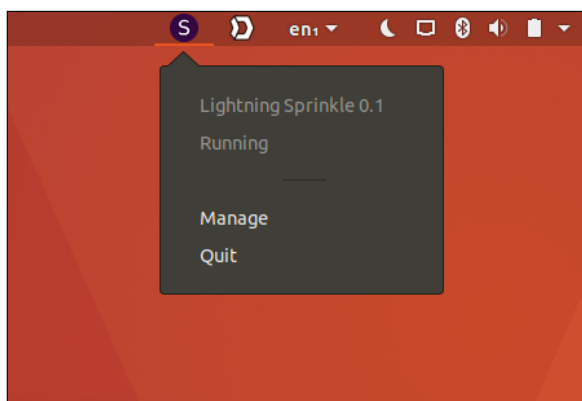 S
en₁
Lightning Sprinkle 0.1
Running
Manage
Quit